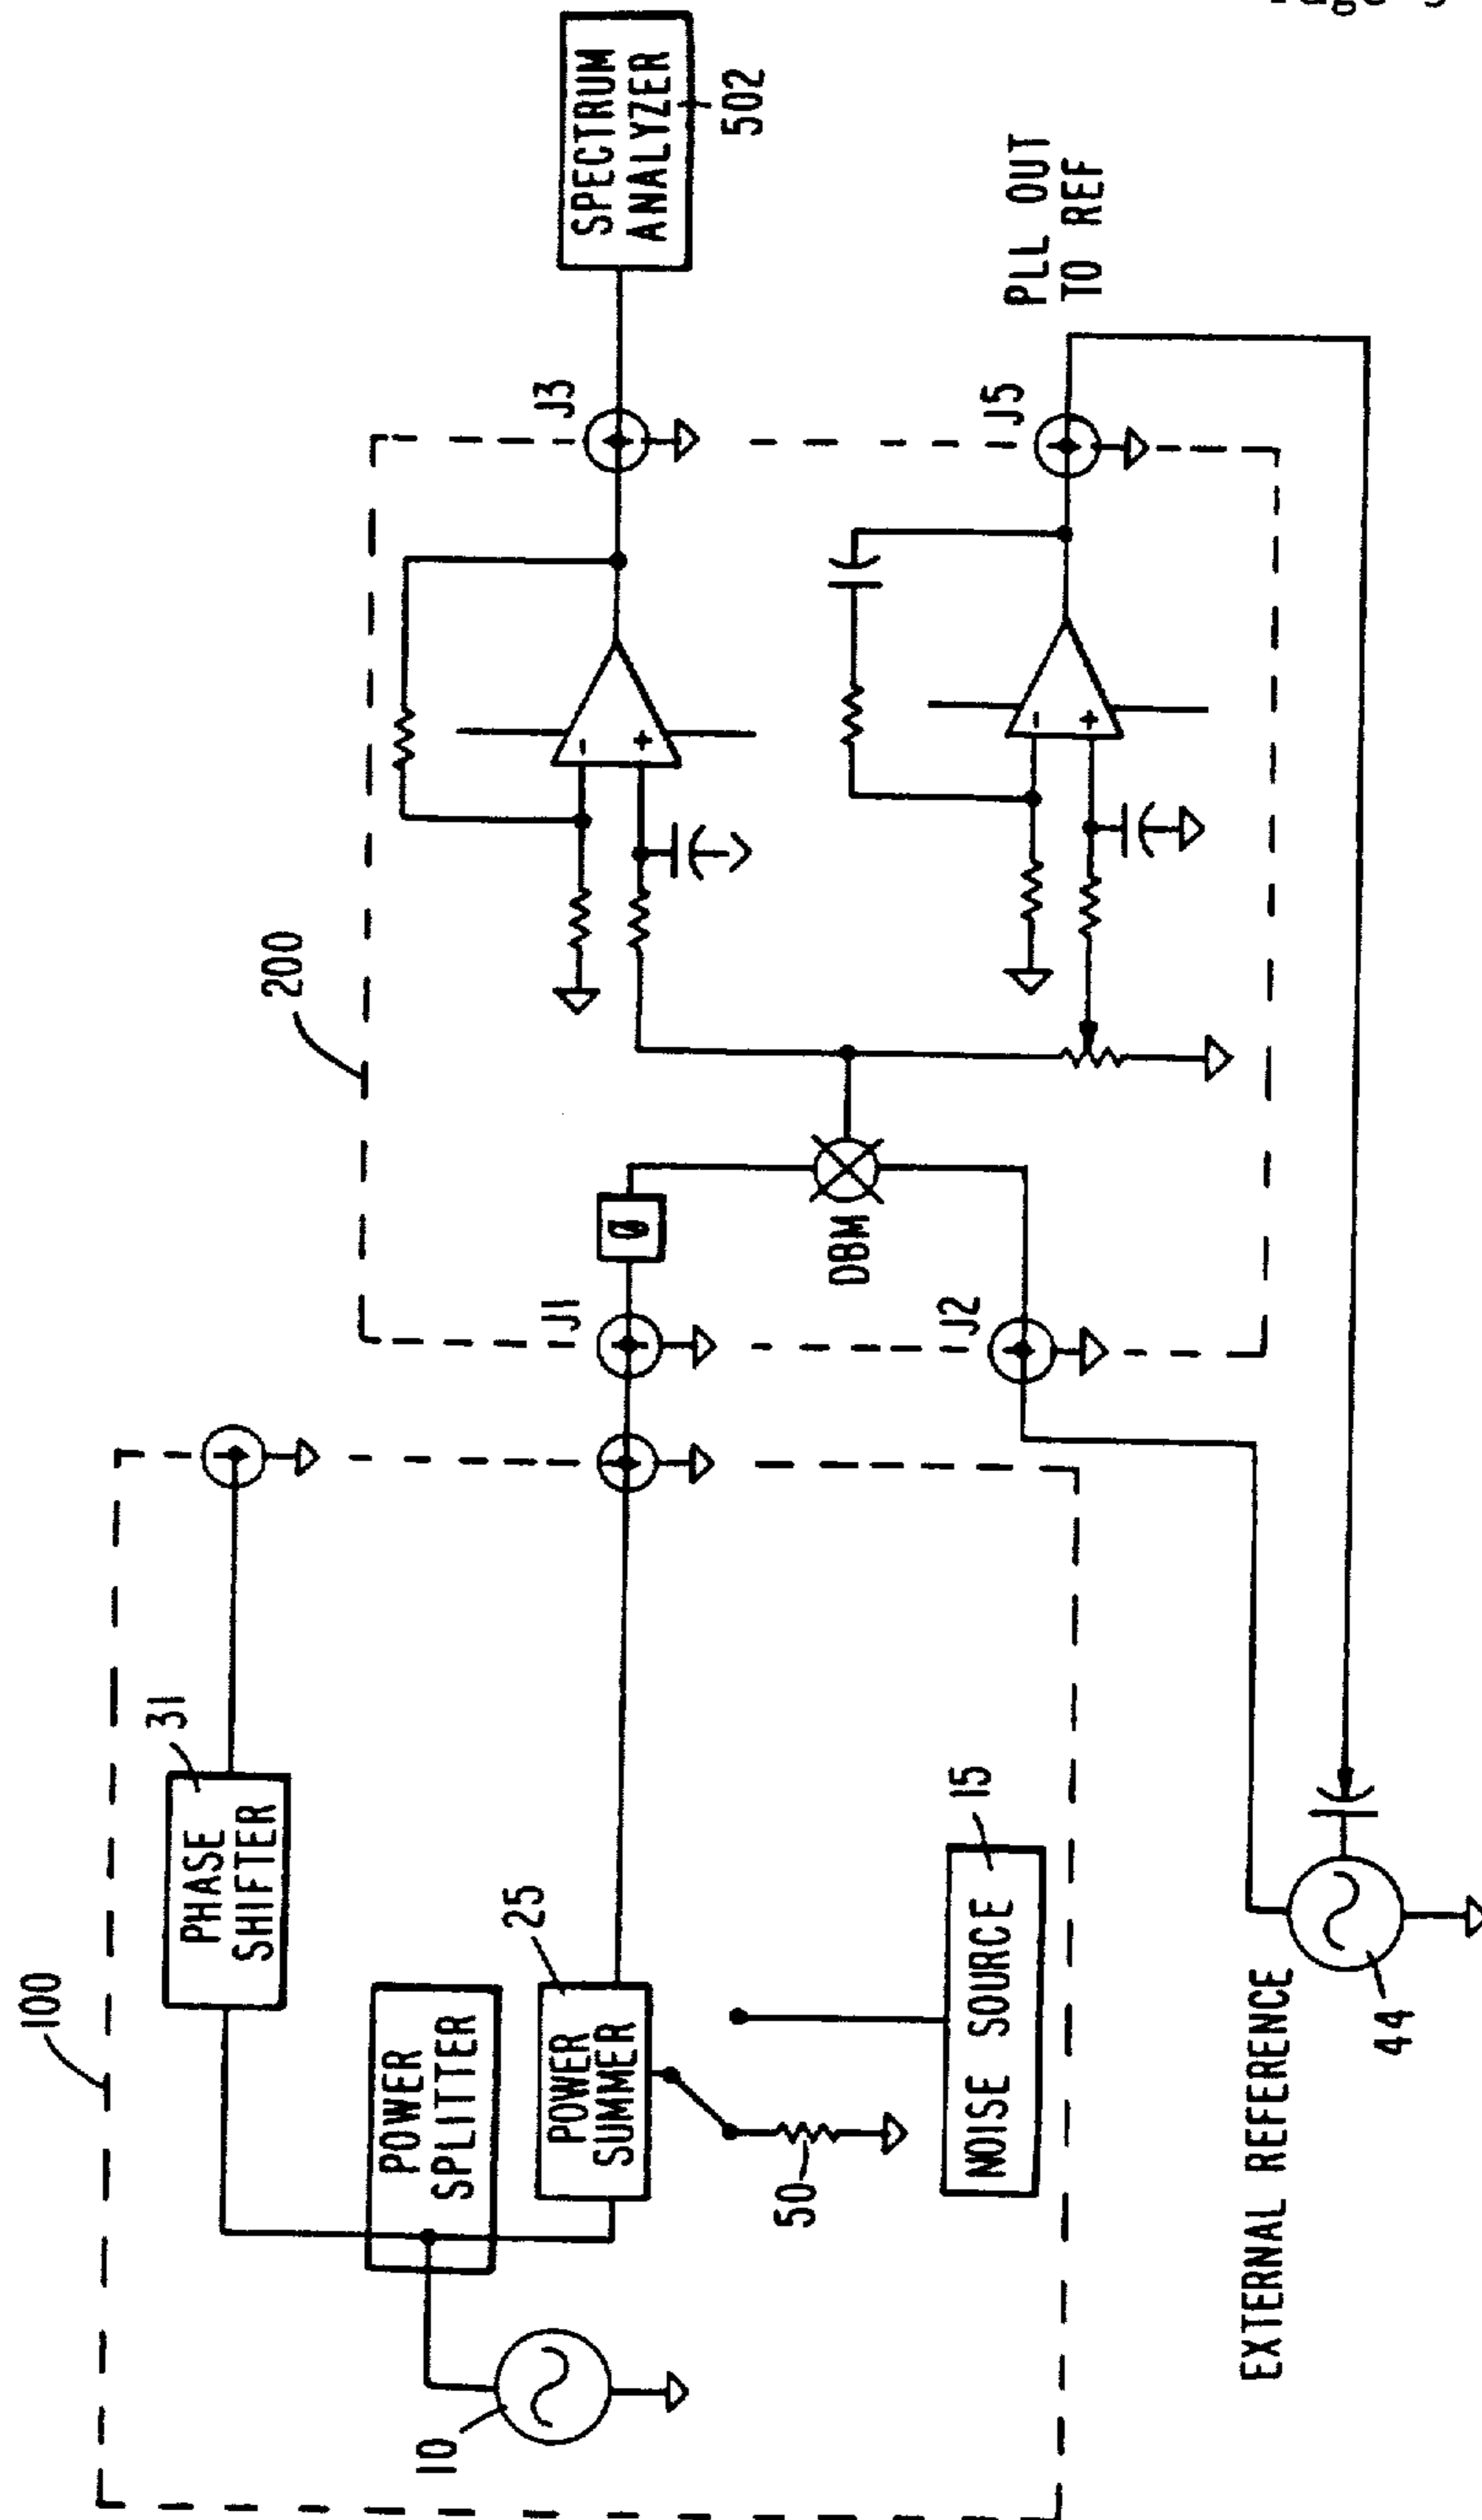 100
10
POWER
SPLITTER
PHASE
SHIFTER
31
POWER
SUMMER
25
50
NOISE SOURCE
15
EXTERNAL REFERENCE
44
200
J1
J2
DBM
-
+
-
+
J3
J5
SPECTRUM
ANALYZER
502
PLL OUT
TO REF